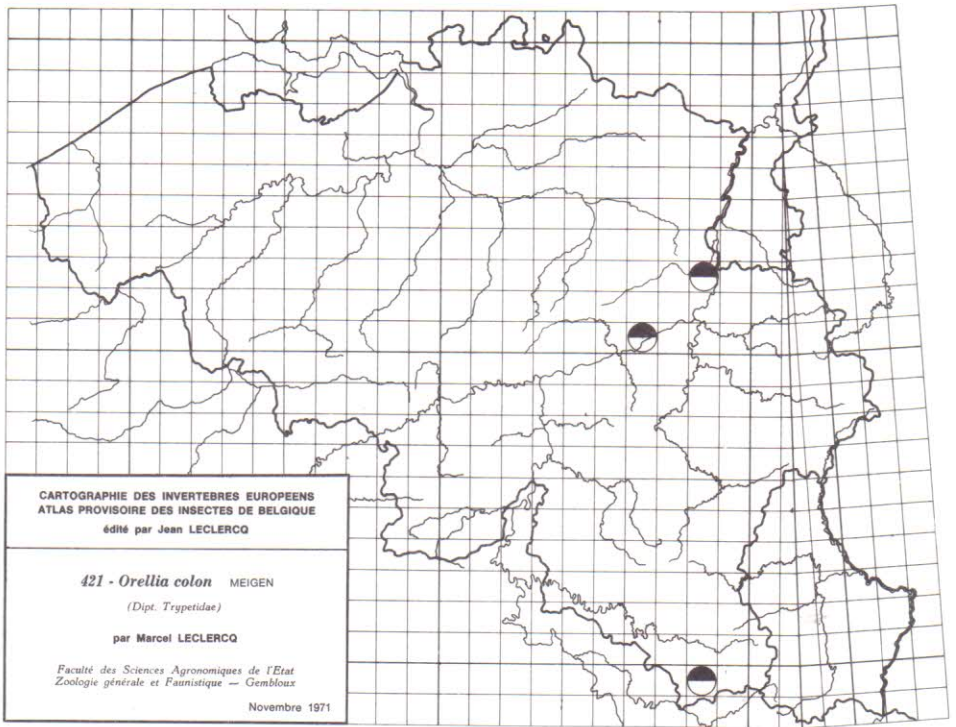 CARTOGRAPHIE DES INVERTEBRES EUROPEENS
ATLAS PROVISOIRE DES INSECTES DE BELGIQUE
édité par Jean LECLERCQ
421 - Orellia colon MEIGEN
(Dipt. Trypetidae)
par Marcel LECLERCQ
Faculté des Sciences Agronomiques de l'Etat
Zoologie générale et Faunistique — Gembloux
Novembre 1971